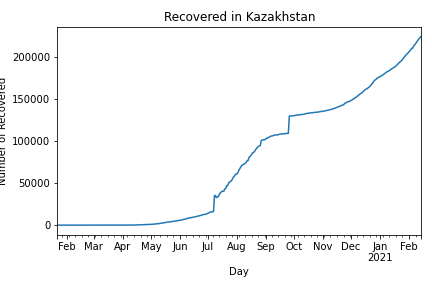 Recovered in Kazakhstan
Number of Recovered
200000
150000
100000
50000
0
Feb Mar Apr May Jun Jul Aug Sep Oct Nov Dec Jan Feb
2021
Day